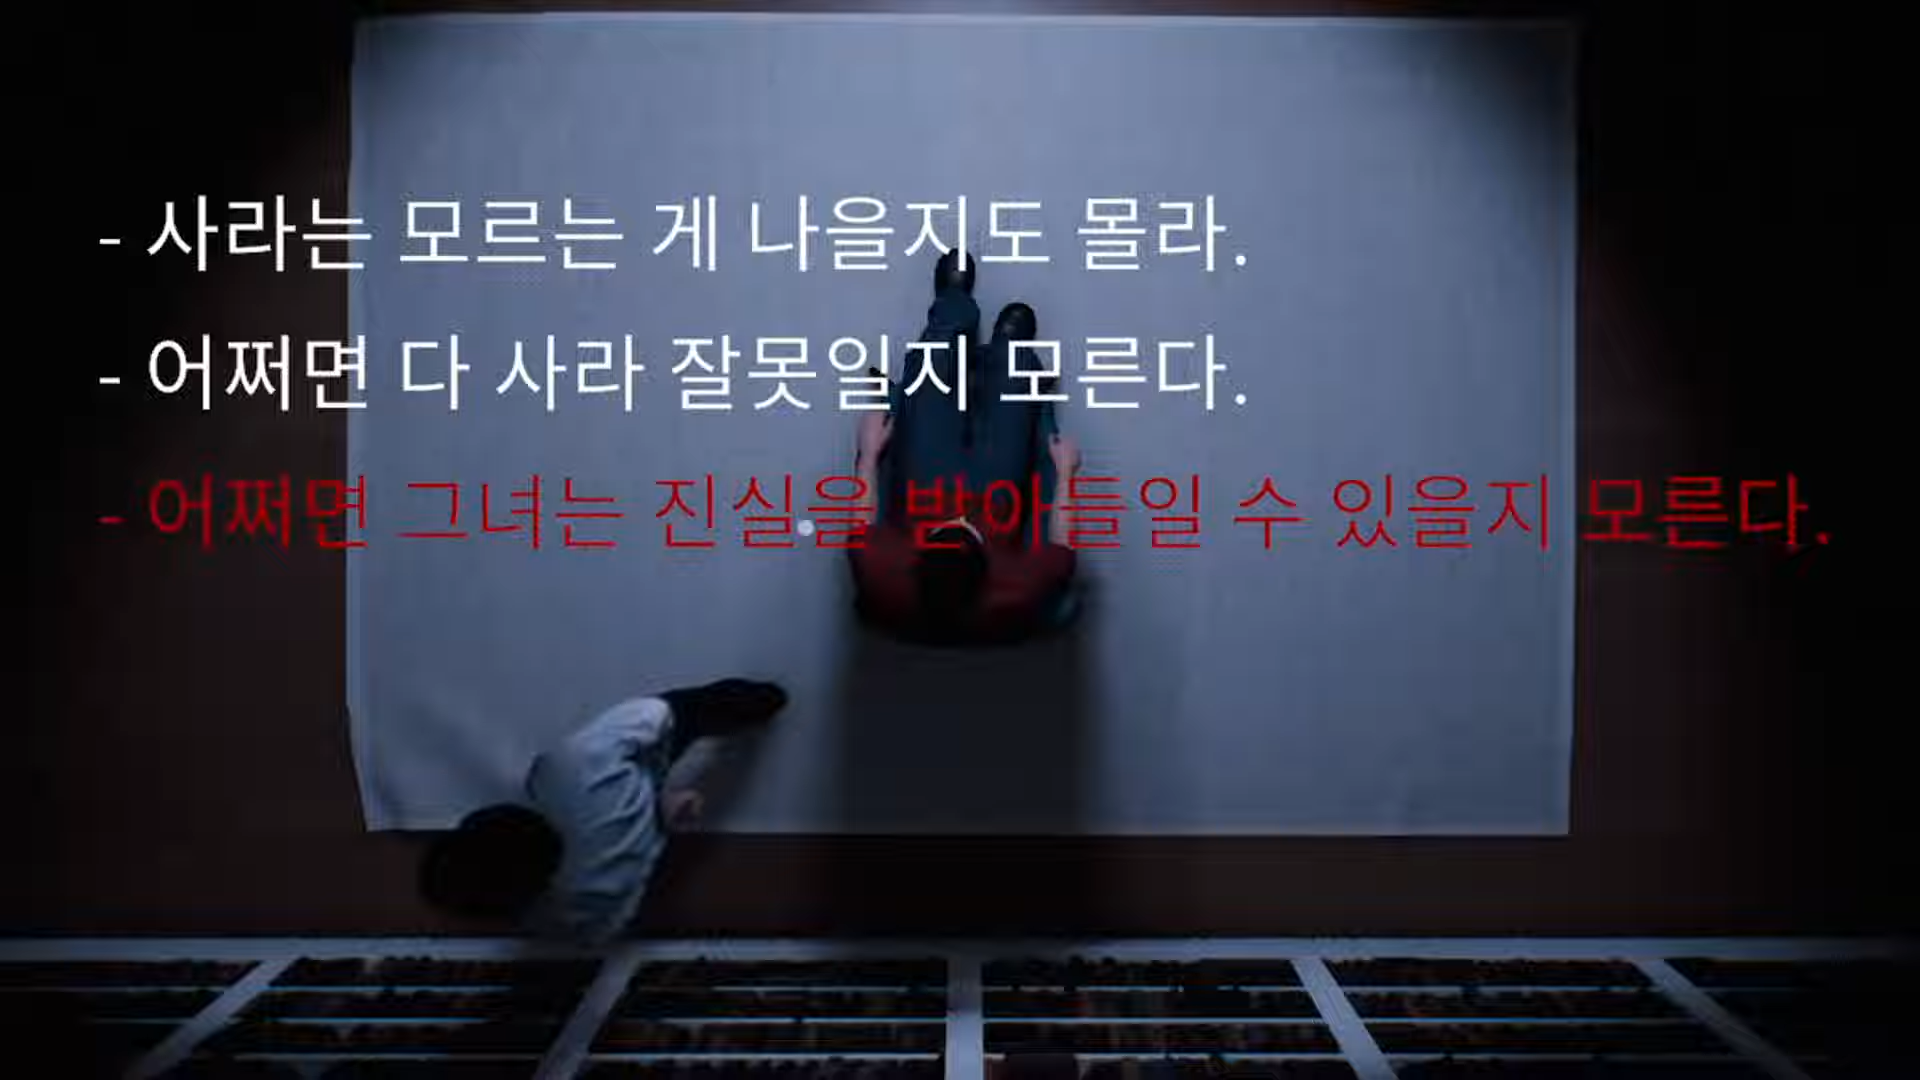 - 사라는 모르는 게 나을지도 몰라.
- 어쩌면 다 사라 잘못일지 모른다.
- 어쩌면 그녀는 진실을 받아들일 수 있을지 모른다.